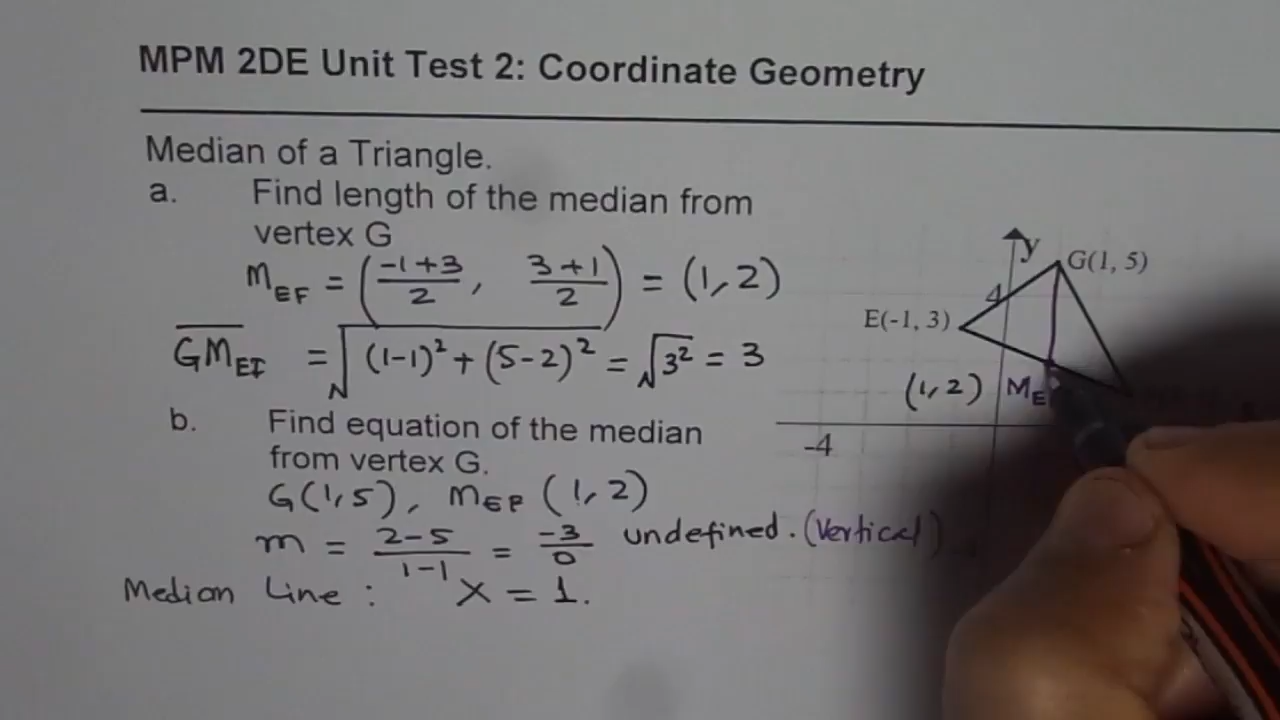 MPM 2DE Unit Test 2: Coordinate Geometry
Median of a Triangle.
a. Find length of the median from
vertex G
M_EF = (-1+3/2, 3+1/2) = (1,2)
GM_EF = √(1-1)² + (5-2)² = √3² = 3
b. Find equation of the median
from vertex G.
G(1,5), M_EF (1,2)
m = 2-5/1-1 = -3/0 undefined. (Vertical)
Median Line: x = 1.
y
G(1, 5)
4
E(-1, 3)
(1,2) M_E
-4